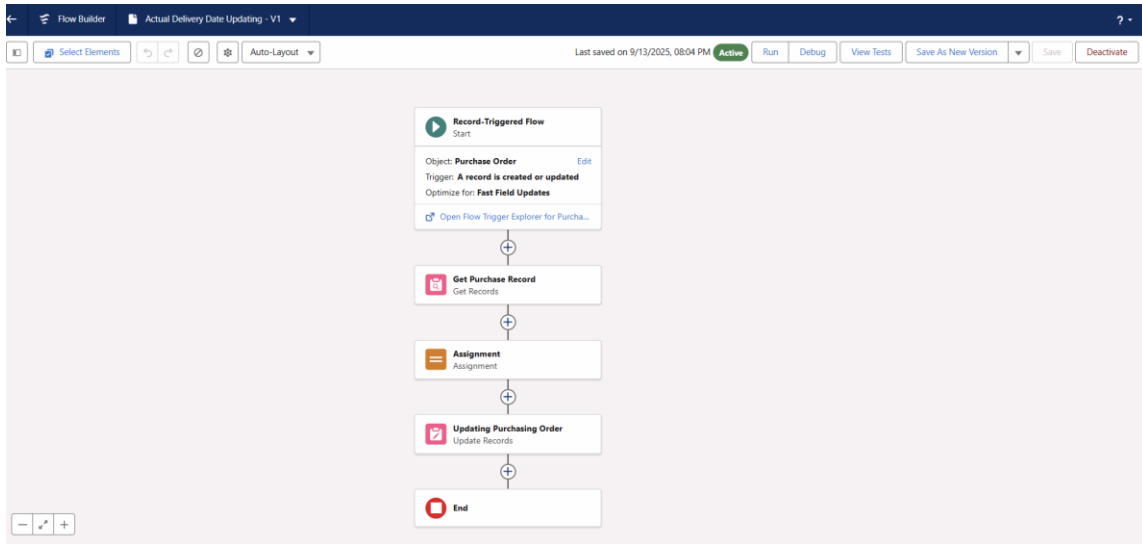 Flow Builder
Actual Delivery Date Updating - V1
?
Select Elements
Auto-Layout
Last saved on 9/13/2025, 08:04 PM
Active
Run
Debug
View Tests
Save As New Version
Save
Deactivate
Record-Triggered Flow
Start
Object: Purchase Order
Edit
Trigger: A record is created or updated
Optimize for: Fast Field Updates
Open Flow Trigger Explorer for Purcha...
Get Purchase Record
Get Records
Assignment
Assignment
Updating Purchasing Order
Update Records
End